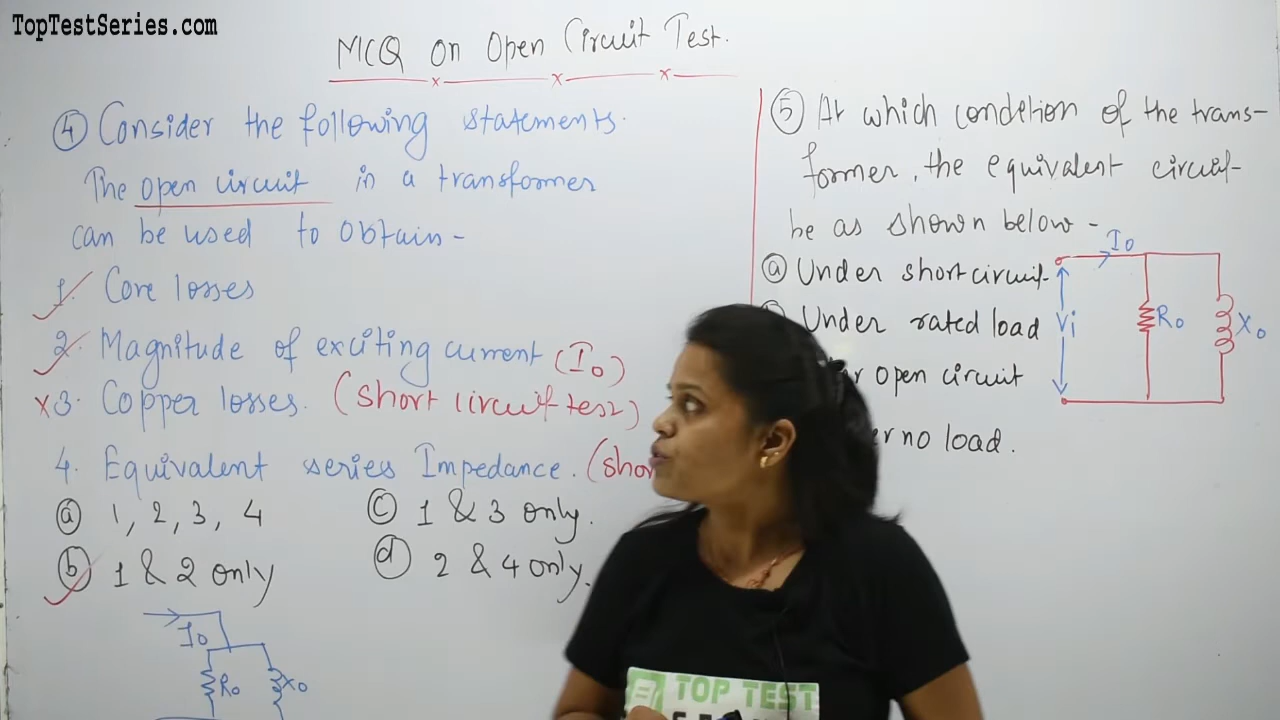 TopTestSeries.com
MCQ on Open Circuit Test.
④ Consider the following statements.
The open circuit in a transformer
can be used to obtain -
1. Core losses
2. Magnitude of exciting current (I₀)
x 3. Copper losses. (short circuit test)
4. Equivalent series Impedance. (shor
ⓐ 1, 2, 3, 4
ⓒ 1 & 3 only.
ⓑ 1 & 2 only
ⓓ 2 & 4 only.
I₀
R₀
X₀
⑤ At which condition of the trans-
former, the equivalent circuit
be as shown below -
ⓐ Under short circuit
Under rated load
open circuit
no load.
I₀
Vi
R₀
X₀
TOP TEST